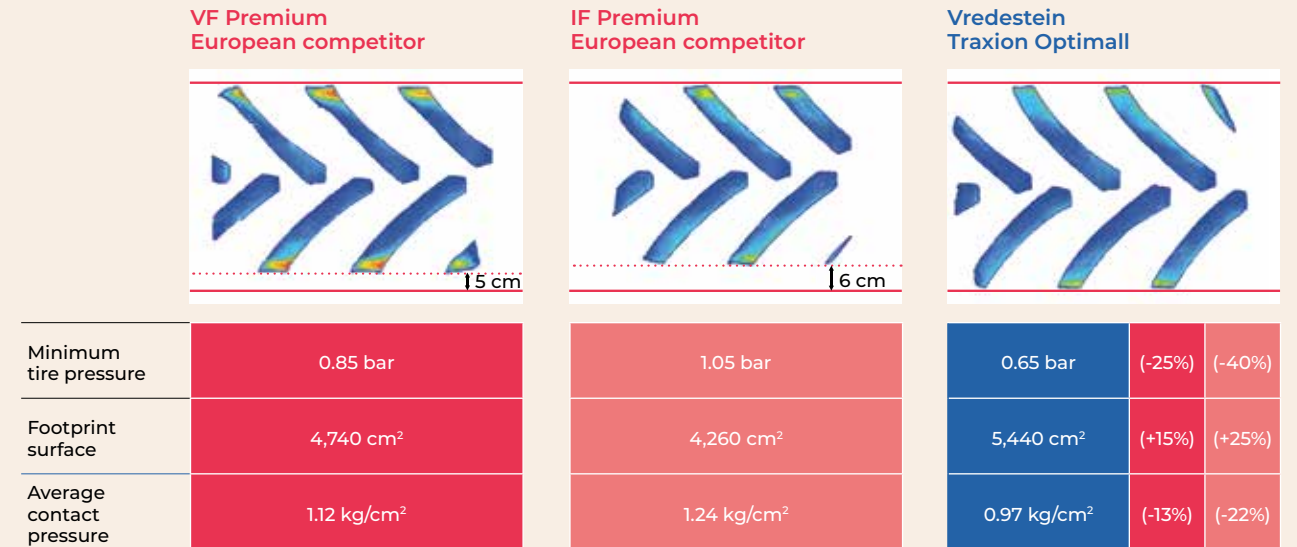 VF Premium
European competitor
IF Premium
European competitor
Vredestein
Traxion Optimall
5 cm
6 cm
Minimum
tire pressure
0.85 bar
1.05 bar
0.65 bar
(-25%)
(-40%)
Footprint
surface
4,740 cm²
4,260 cm²
5,440 cm²
(+15%)
(+25%)
Average
contact
pressure
1.12 kg/cm²
1.24 kg/cm²
0.97 kg/cm²
(-13%)
(-22%)